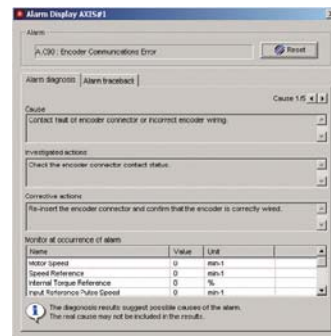 Alarm Display AXIS#1
Alarm
A.C90 : Encoder Communications Error
Reset
Alarm diagnosis
Alarm traceback
Cause 1/5
Cause
Contact fault of encoder connector or incorrect encoder wiring.
Investigated actions
Check the encoder connector contact status.
Corrective actions
Re-insert the encoder connector and confirm that the encoder is correctly wired.
Monitor at occurrence of alarm
Name Value Unit
Motor Speed 0 min-1
Speed Reference 0 min-1
Internal Torque Reference 0 %
Input Reference Pulse Speed 0 min-1
The diagnosis results suggest possible causes of the alarm.
The real cause may not be included in the results.